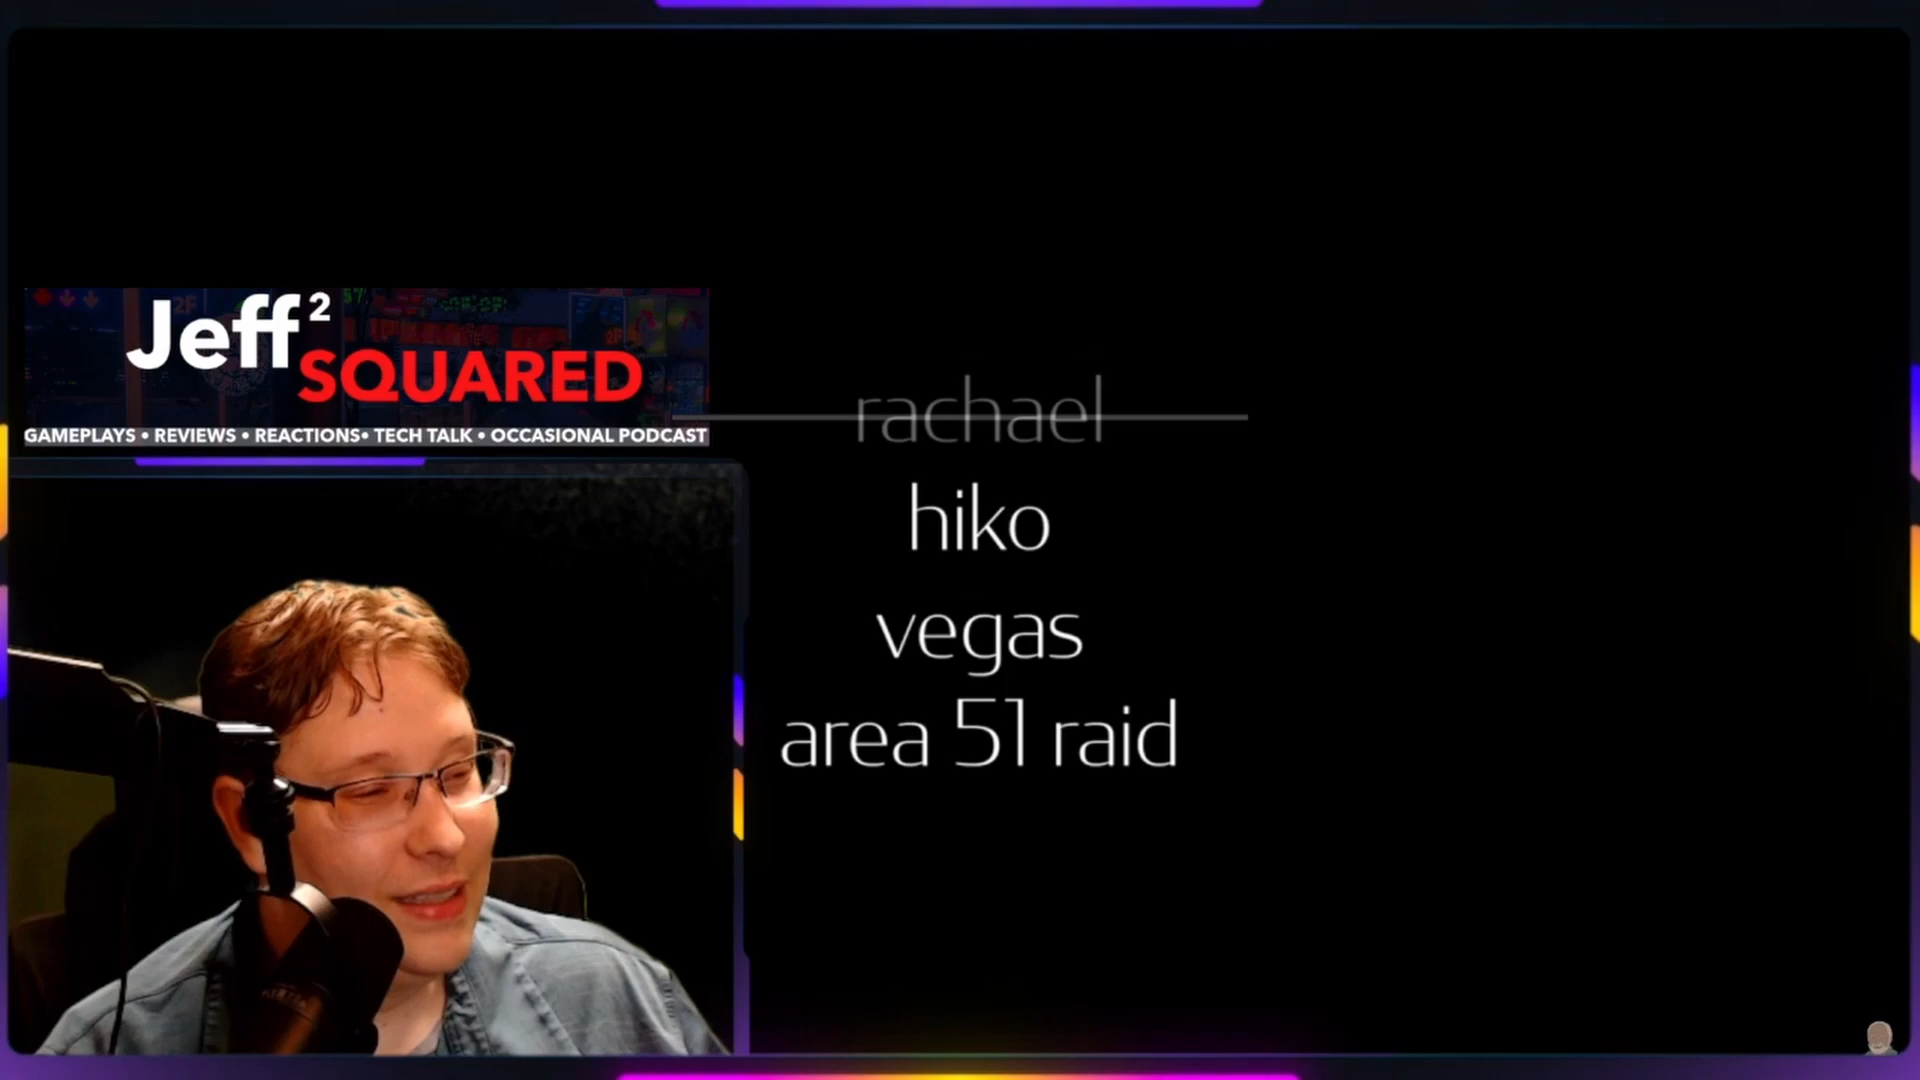 Jeff²
SQUARED
GAMEPLAYS • REVIEWS • REACTIONS• TECH TALK • OCCASIONAL PODCAST
rachael
hiko
vegas
area 51 raid